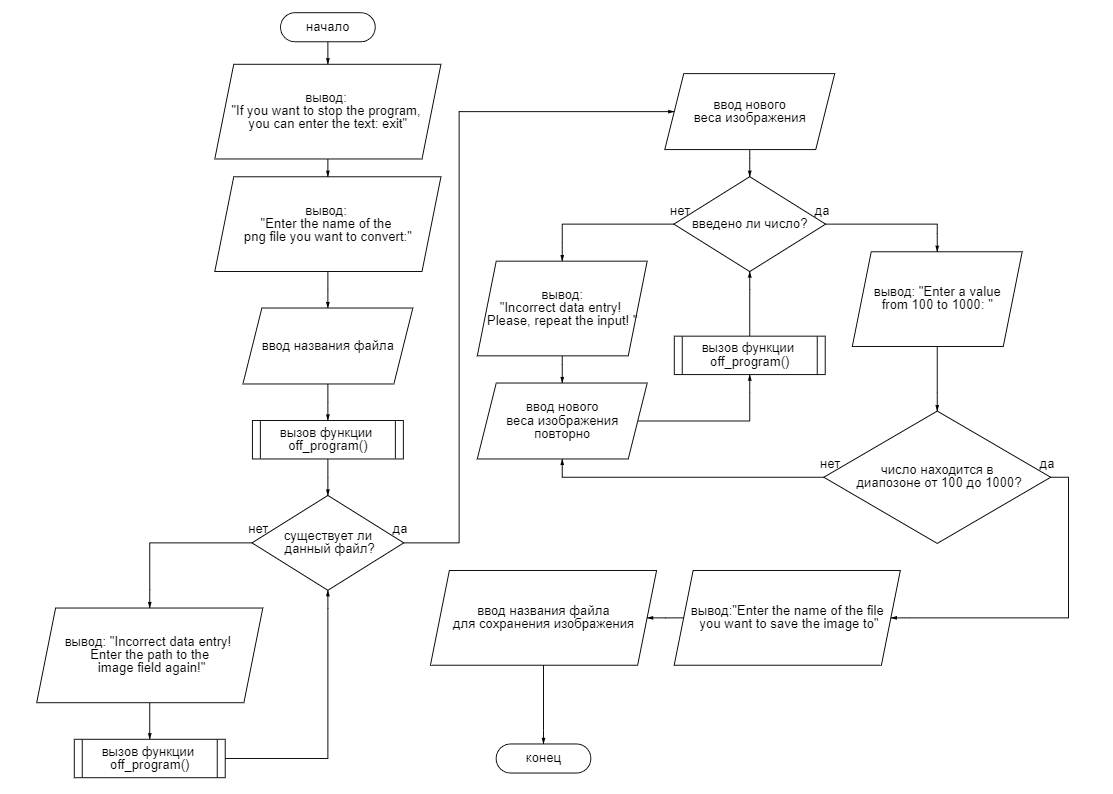 начало
вывод:
"If you want to stop the program,
you can enter the text: exit"
вывод:
"Enter the name of the
png file you want to convert:"
ввод названия файла
вызов функции
off_program()
существует ли
данный файл?
нет
да
вывод: "Incorrect data entry!
Enter the path to the
image field again!"
вызов функции
off_program()
ввод нового
веса изображения
введено ли число?
нет
да
вывод:
"Incorrect data entry!
Please, repeat the input! "
ввод нового
веса изображения
повторно
вызов функции
off_program()
вывод: "Enter a value
from 100 to 1000: "
число находится в
диапозоне от 100 до 1000?
нет
да
вывод:"Enter the name of the file
you want to save the image to"
ввод названия файла
для сохранения изображения
конец